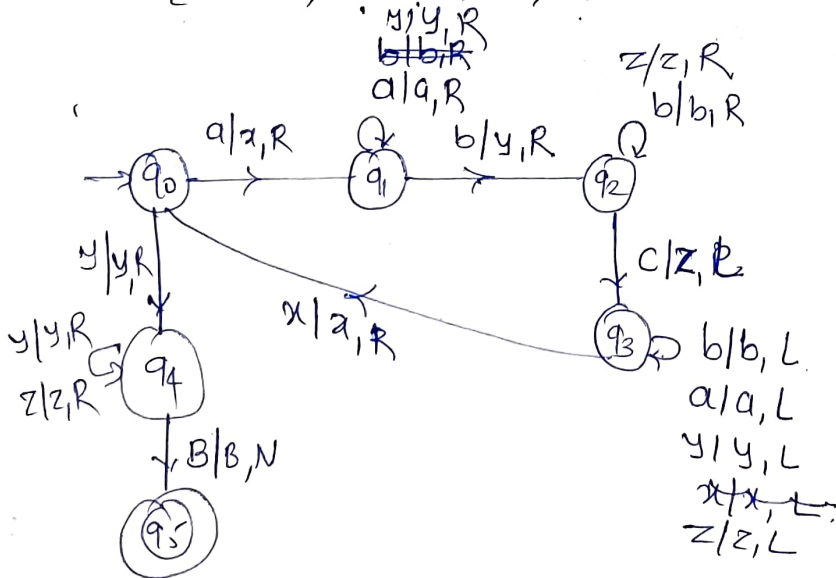 y/y, R
b/b, R
a/a, R
z/z, R
b/b, R
a/x, R
b/y, R
q0
q1
q2
y/y, R
c/z,
x/x, R
q3
b/b, L
a/a, L
y/y, L
x/x, L
z/z, L
y/y, R
z/z, R
q4
B/B, N
q5